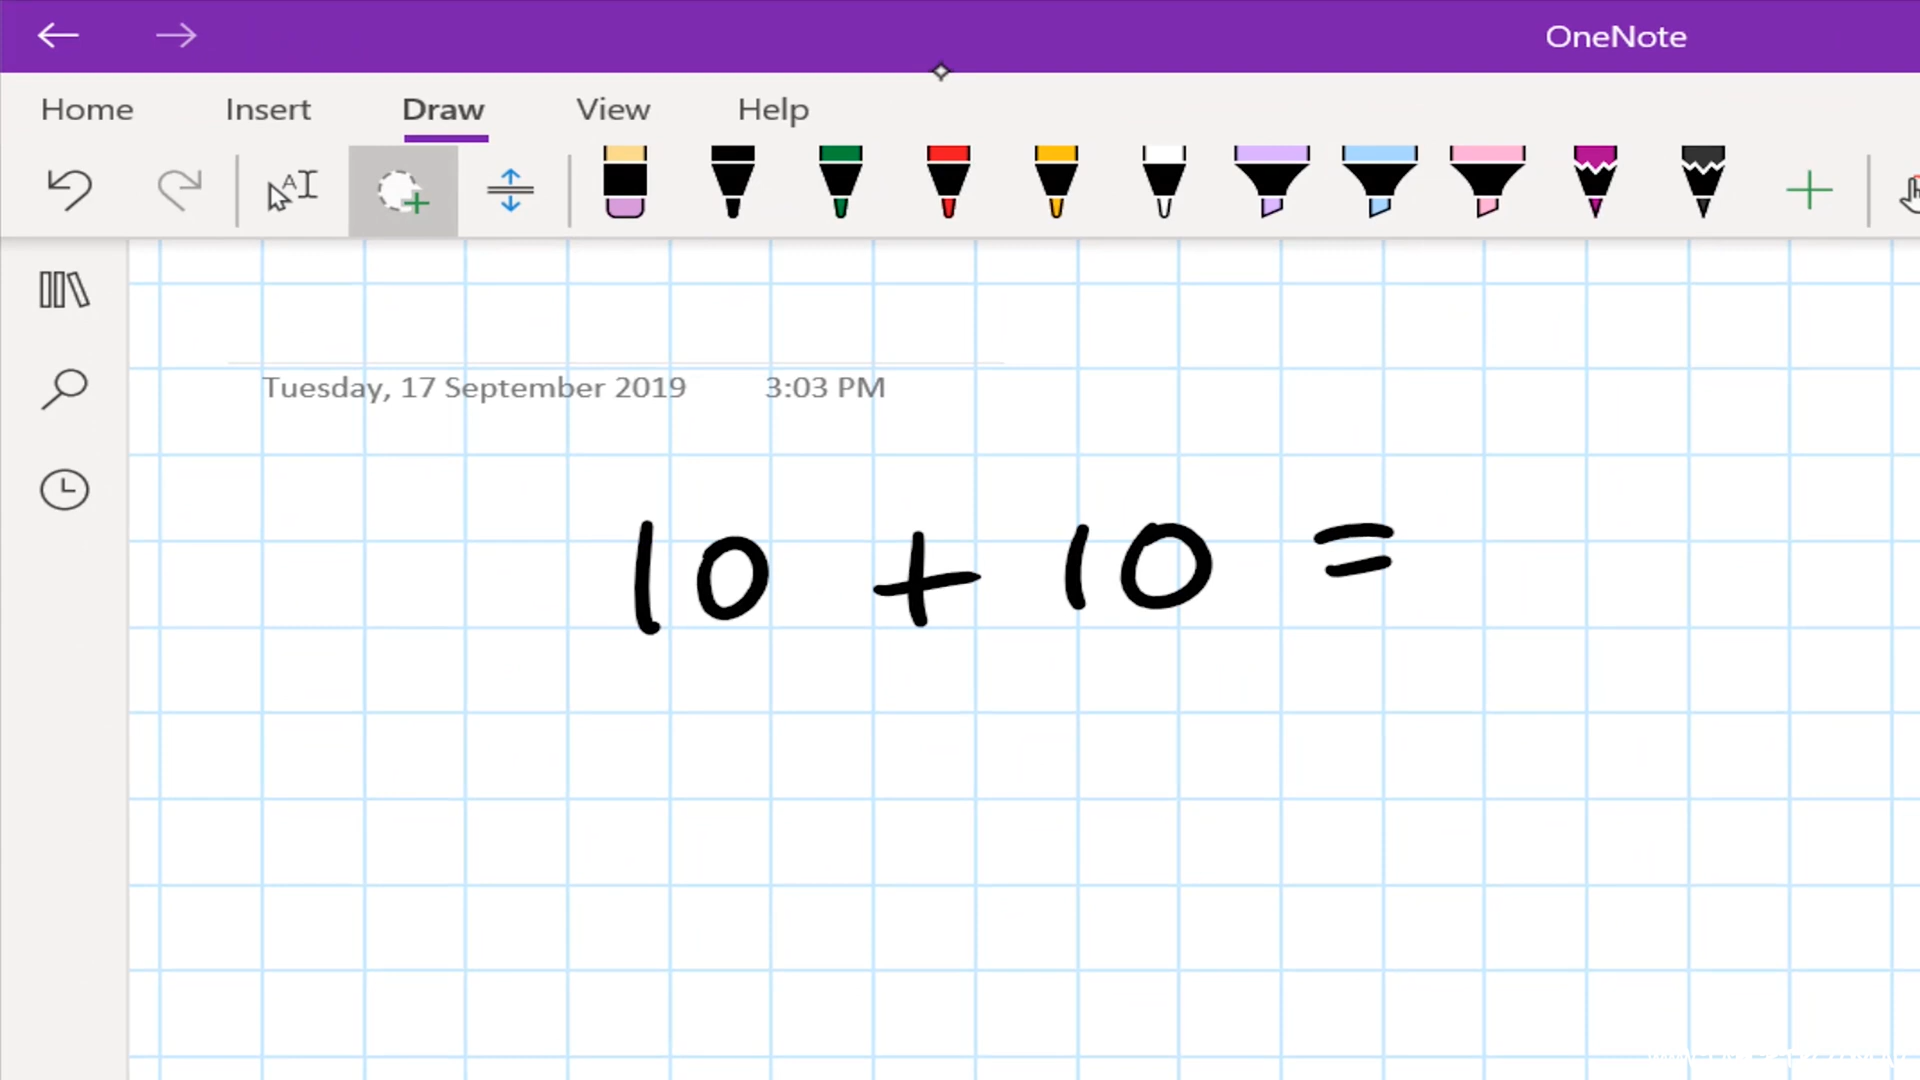 OneNote
Home Insert Draw View Help
Tuesday, 17 September 2019 3:03 PM
10 + 10 =